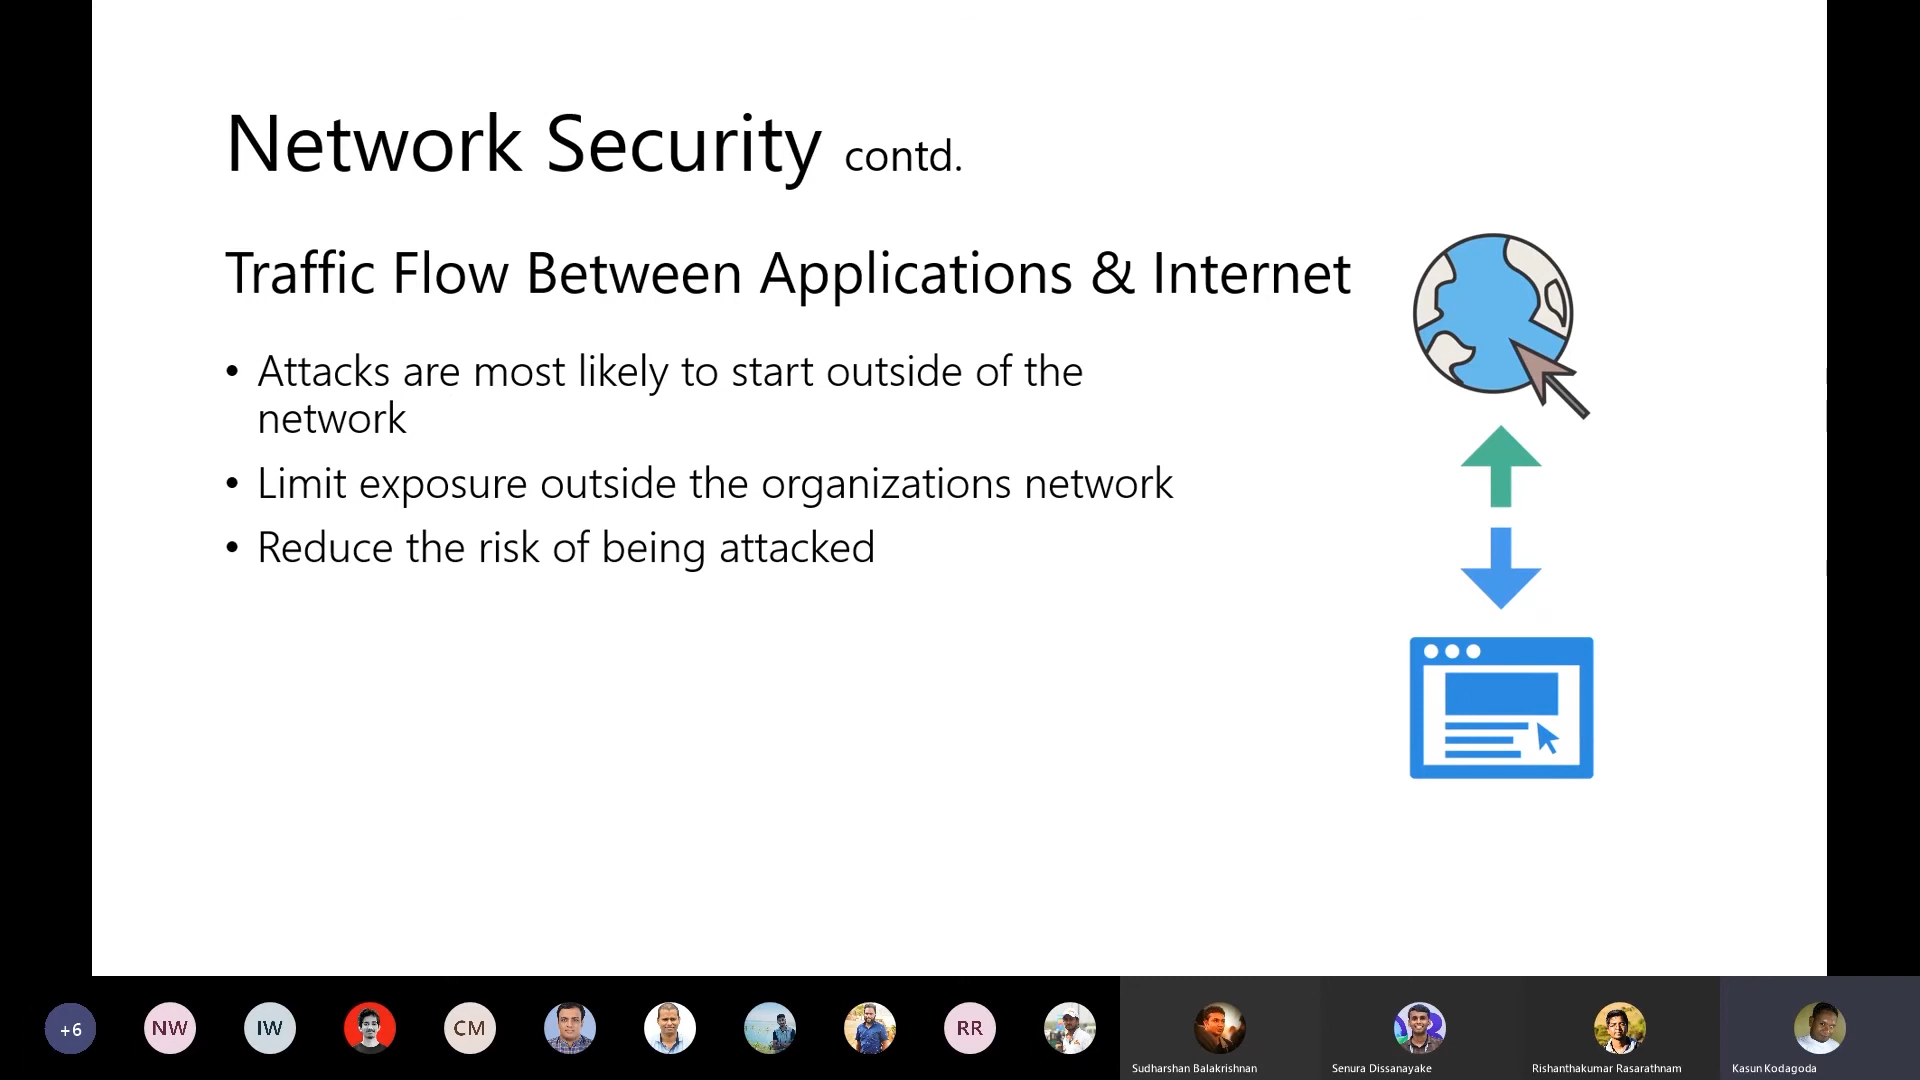 Network Security contd.
Traffic Flow Between Applications & Internet
• Attacks are most likely to start outside of the
network
• Limit exposure outside the organizations network
• Reduce the risk of being attacked
+6
NW
IW
CM
RR
Sudharshan Balakrishnan
Senura Dissanayake
Rishanthakumar Rasarathnam
Kasun Kodagoda